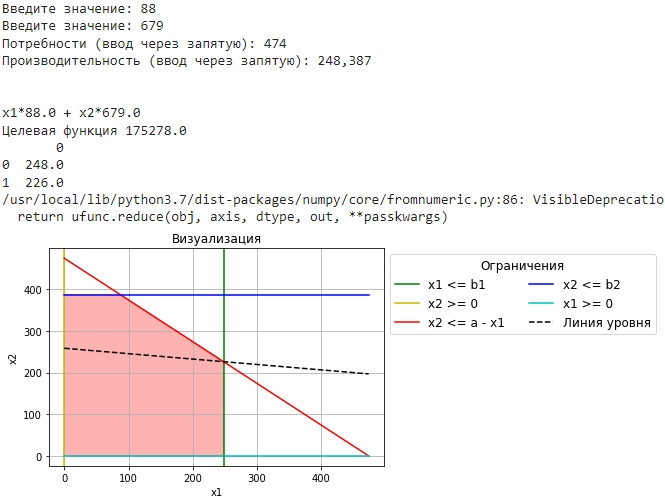 Введите значение: 88
Введите значение: 679
Потребности (ввод через запятую): 474
Производительность (ввод через запятую): 248,387
x1*88.0 + x2*679.0
Целевая функция 175278.0
0
0 248.0
1 226.0
/usr/local/lib/python3.7/dist-packages/numpy/core/fromnumeric.py:86: VisibleDeprecatio
return ufunc.reduce(obj, axis, dtype, out, **passkwargs)
Визуализация
400
300
200
100
0
x2
0 100 200 300 400
x1
Ограничения
x1 <= b1
x2 >= 0
x2 <= a - x1
x2 <= b2
x1 >= 0
Линия уровня